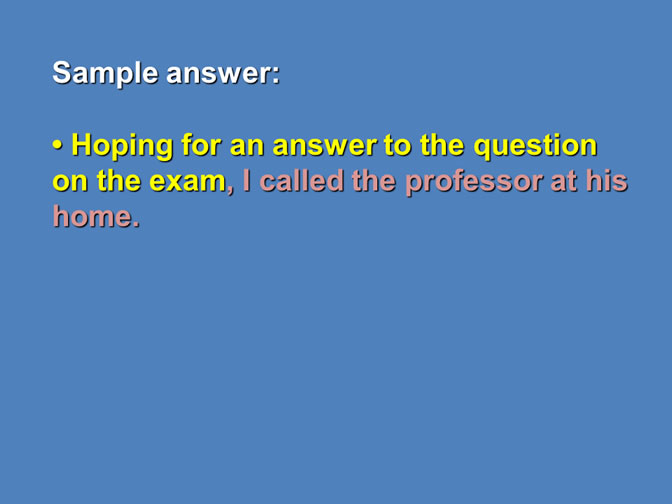 Sample answer:
• Hoping for an answer to the question
on the exam, I called the professor at his
home.